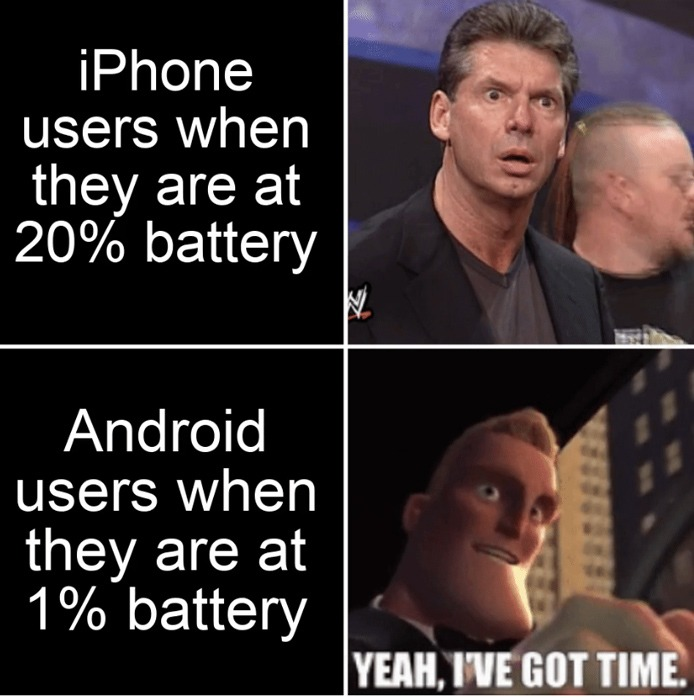 iPhone
users when
they are at
20% battery
W
Android
users when
they are at
1% battery
YEAH, I'VE GOT TIME.